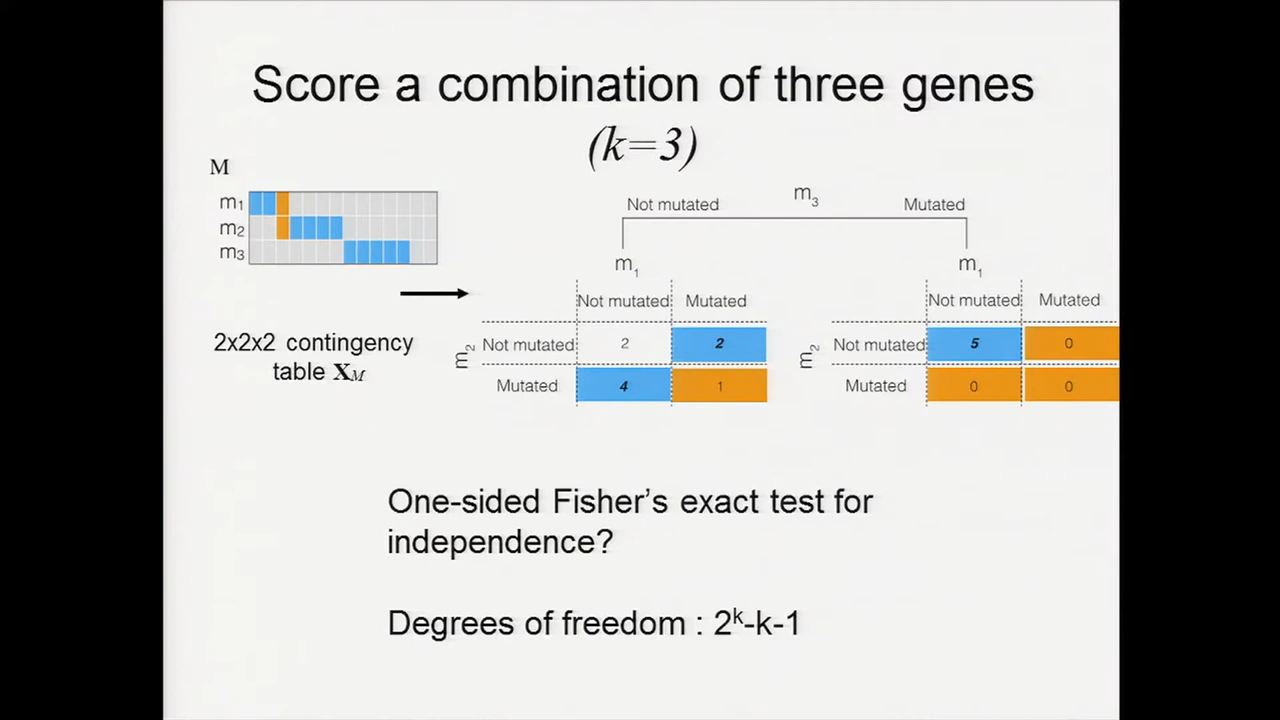 Score a combination of three genes
(k=3)
M
m1
m2
m3
2x2x2 contingency
table XM
m3
Not mutated Mutated
m1
Not mutated Mutated
m2
Not mutated 2 2
Mutated 4 1
m1
Not mutated Mutated
m2
Not mutated 5 0
Mutated 0 0
One-sided Fisher’s exact test for
independence?
Degrees of freedom : 2^k-k-1